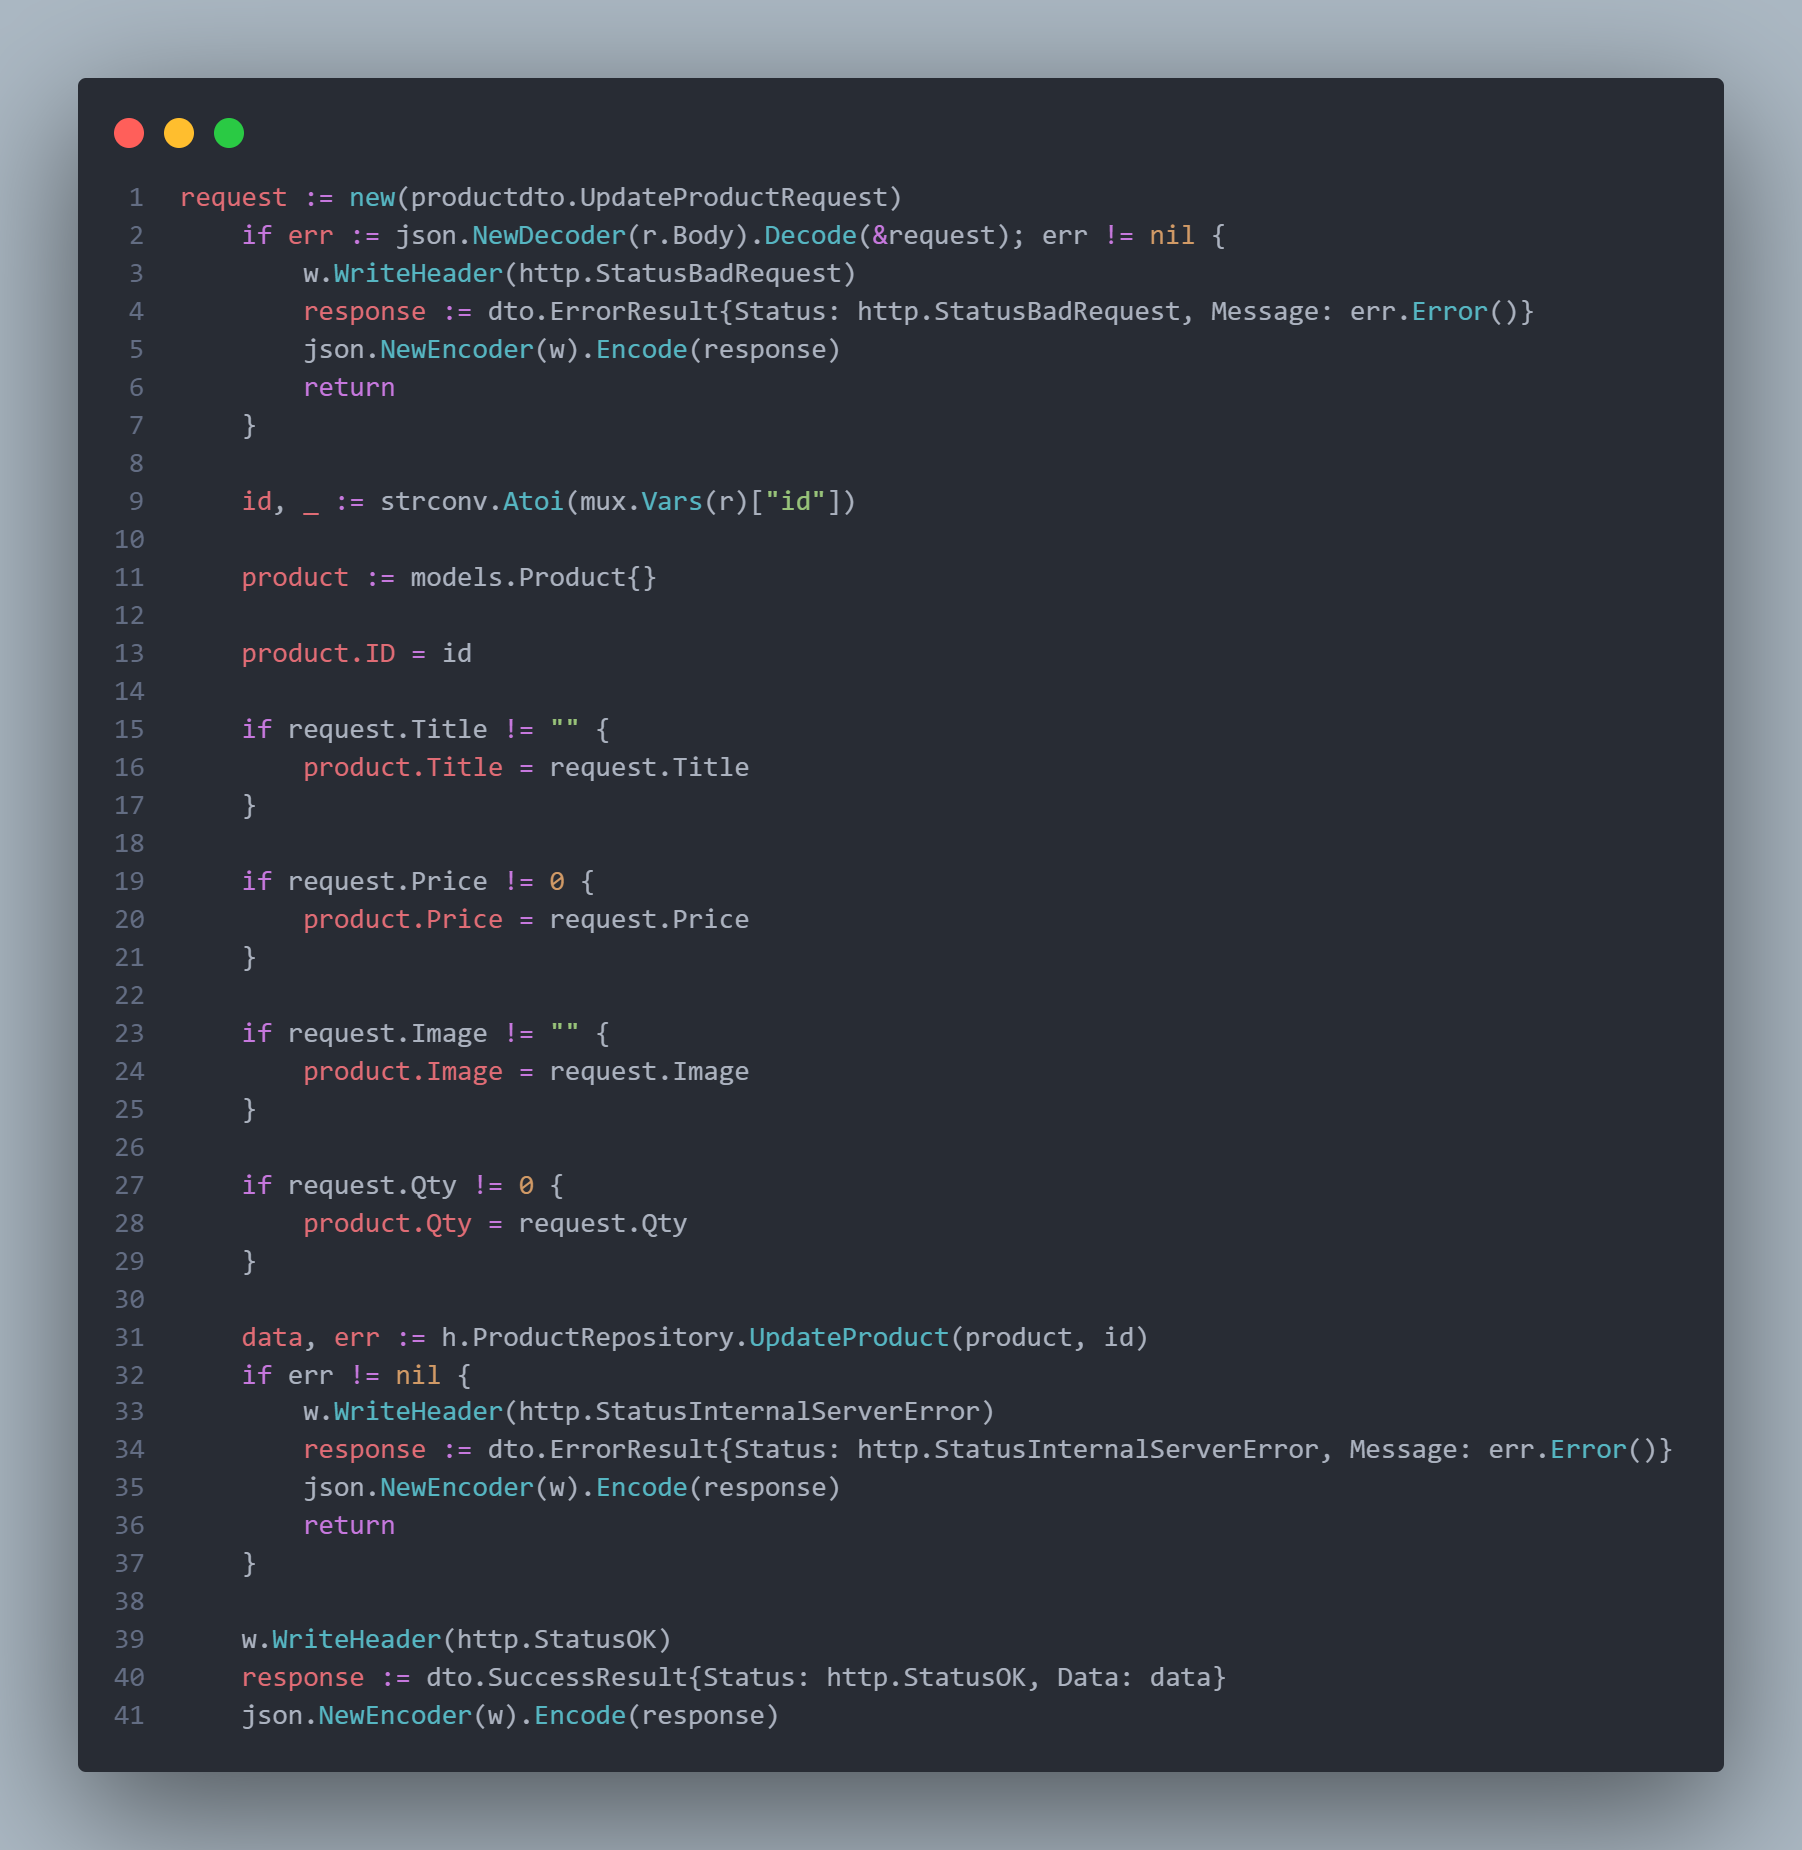 1 request := new(productdto.UpdateProductRequest)
2     if err := json.NewDecoder(r.Body).Decode(&request); err != nil {
3         w.WriteHeader(http.StatusBadRequest)
4         response := dto.ErrorResult{Status: http.StatusBadRequest, Message: err.Error()}
5         json.NewEncoder(w).Encode(response)
6         return
7     }
8
9     id, _ := strconv.Atoi(mux.Vars(r)["id"])
10
11     product := models.Product{}
12
13     product.ID = id
14
15     if request.Title != "" {
16         product.Title = request.Title
17     }
18
19     if request.Price != 0 {
20         product.Price = request.Price
21     }
22
23     if request.Image != "" {
24         product.Image = request.Image
25     }
26
27     if request.Qty != 0 {
28         product.Qty = request.Qty
29     }
30
31     data, err := h.ProductRepository.UpdateProduct(product, id)
32     if err != nil {
33         w.WriteHeader(http.StatusInternalServerError)
34         response := dto.ErrorResult{Status: http.StatusInternalServerError, Message: err.Error()}
35         json.NewEncoder(w).Encode(response)
36         return
37     }
38
39     w.WriteHeader(http.StatusOK)
40     response := dto.SuccessResult{Status: http.StatusOK, Data: data}
41     json.NewEncoder(w).Encode(response)